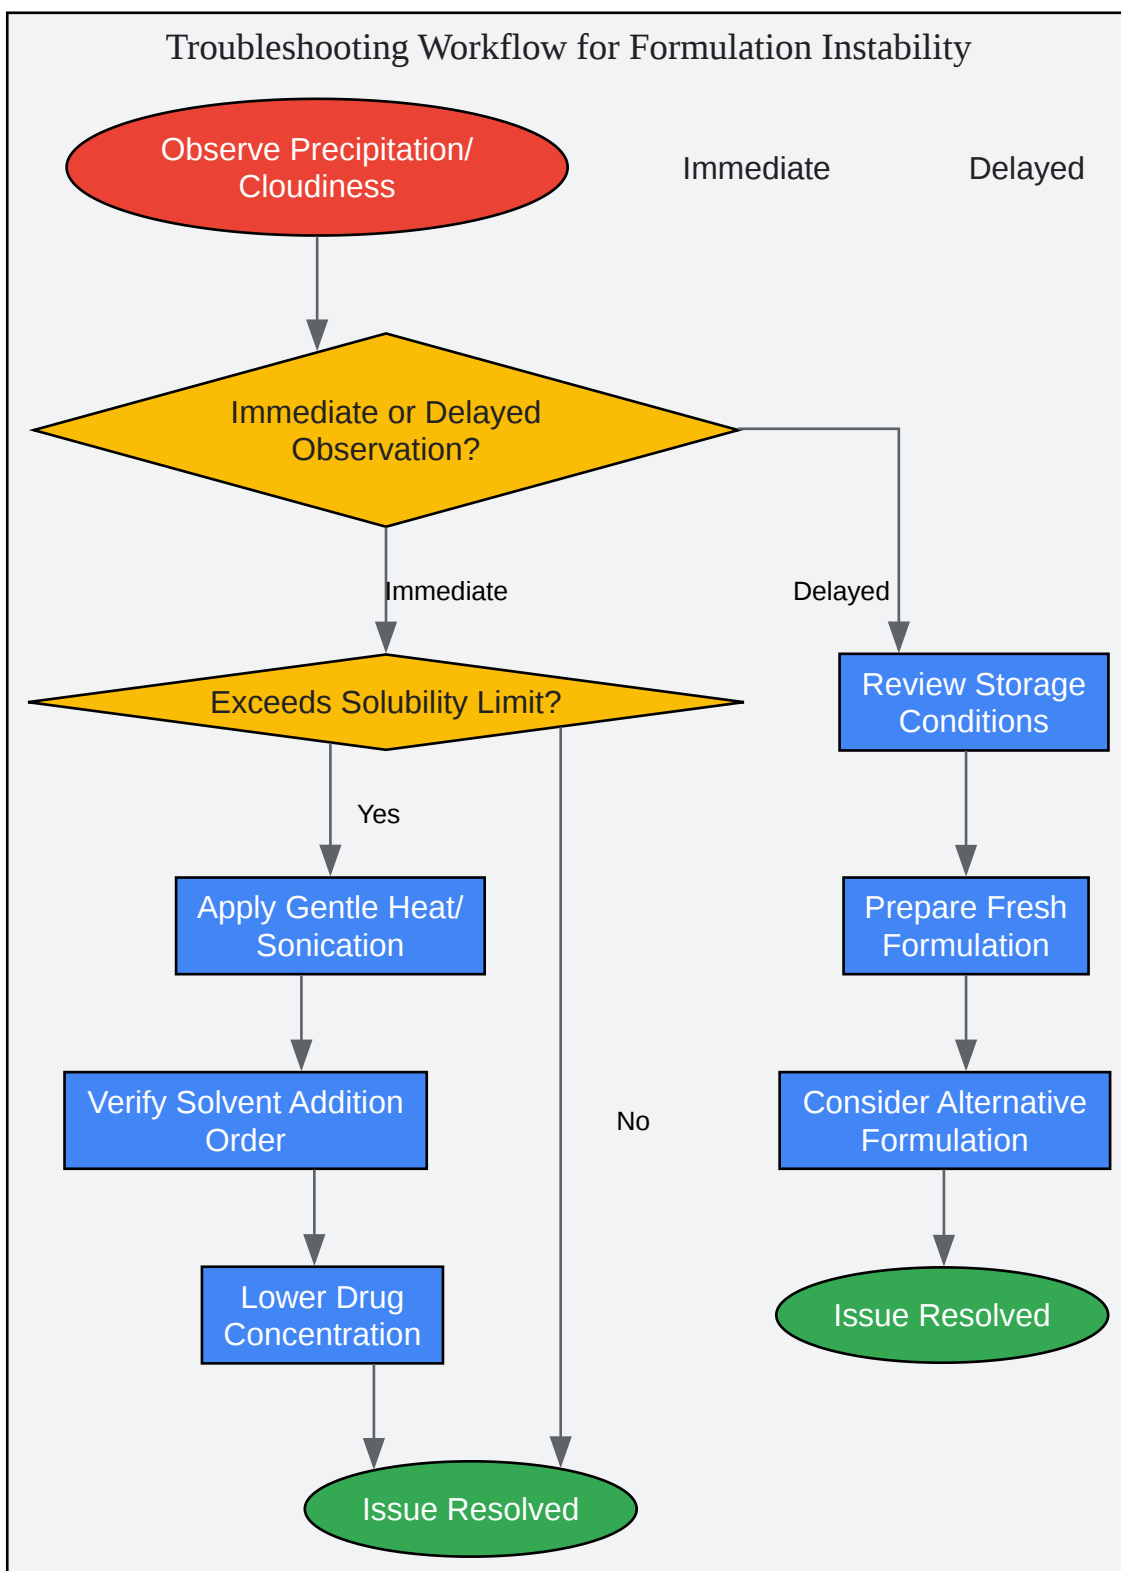 Troubleshooting Workflow for Formulation Instability
Observe Precipitation/
Cloudiness
Immediate
Delayed
Immediate or Delayed
Observation?
Immediate
Delayed
Exceeds Solubility Limit?
Review Storage
Conditions
Yes
Apply Gentle Heat/
Sonication
Prepare Fresh
Formulation
Verify Solvent Addition
Order
No
Consider Alternative
Formulation
Lower Drug
Concentration
Issue Resolved
Issue Resolved